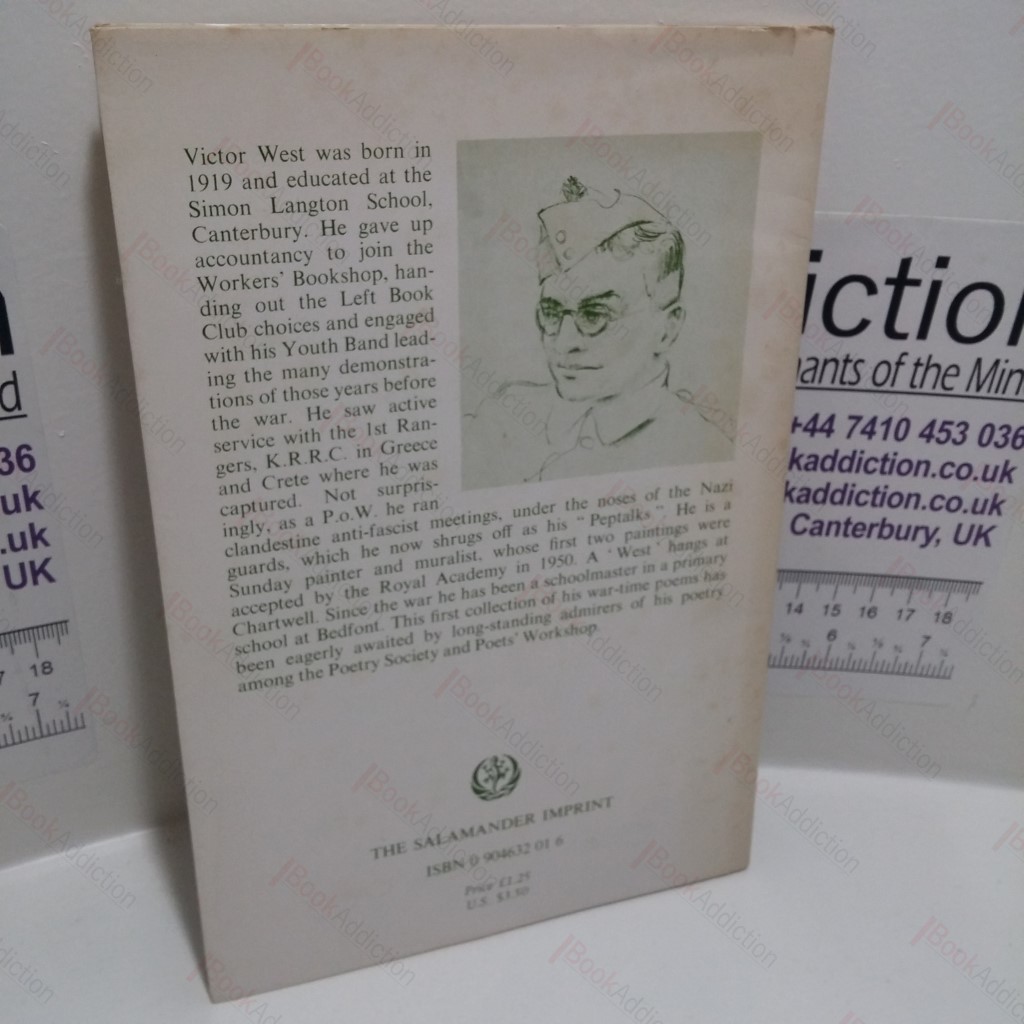 Victor West was born in
1919 and educated at the
Simon Langton School,
Canterbury. He gave up
accountancy to join the
Workers' Bookshop, han-
ding out the Left Book
Club choices and engaged
with his Youth Band lead-
ing the many demonstra-
tions of those years before
the war. He saw active
service with the 1st Ran-
gers, K.R.R.C. in Greece
and Crete where he was
captured. Not surpris-
ingly, as a P.o.W. he ran
clandestine anti-fascist meetings, under the noses of the Nazi
guards, which he now shrugs off as his "Peptalks". He is a
Sunday painter and muralist, whose first two paintings were
accepted by the Royal Academy in 1950. A 'West' hangs at
Chartwell. Since the war he has been a schoolmaster in a primary
school at Bedfont. This first collection of his war-time poems has
been eagerly awaited by long-standing admirers of his poetry
among the Poetry Society and Poets' Workshop.
THE SALAMANDER IMPRINT
ISBN 0 904632 01 6
Price £1.25
U.S. $3.50
iction
ants of the Min
+44 7410 453 036
kaddiction.co.uk
kaddiction.co.uk
Canterbury, UK
14 15 16 17 18
6 7
d
36
uk
.uk
UK
7 18
7
BookAddiction